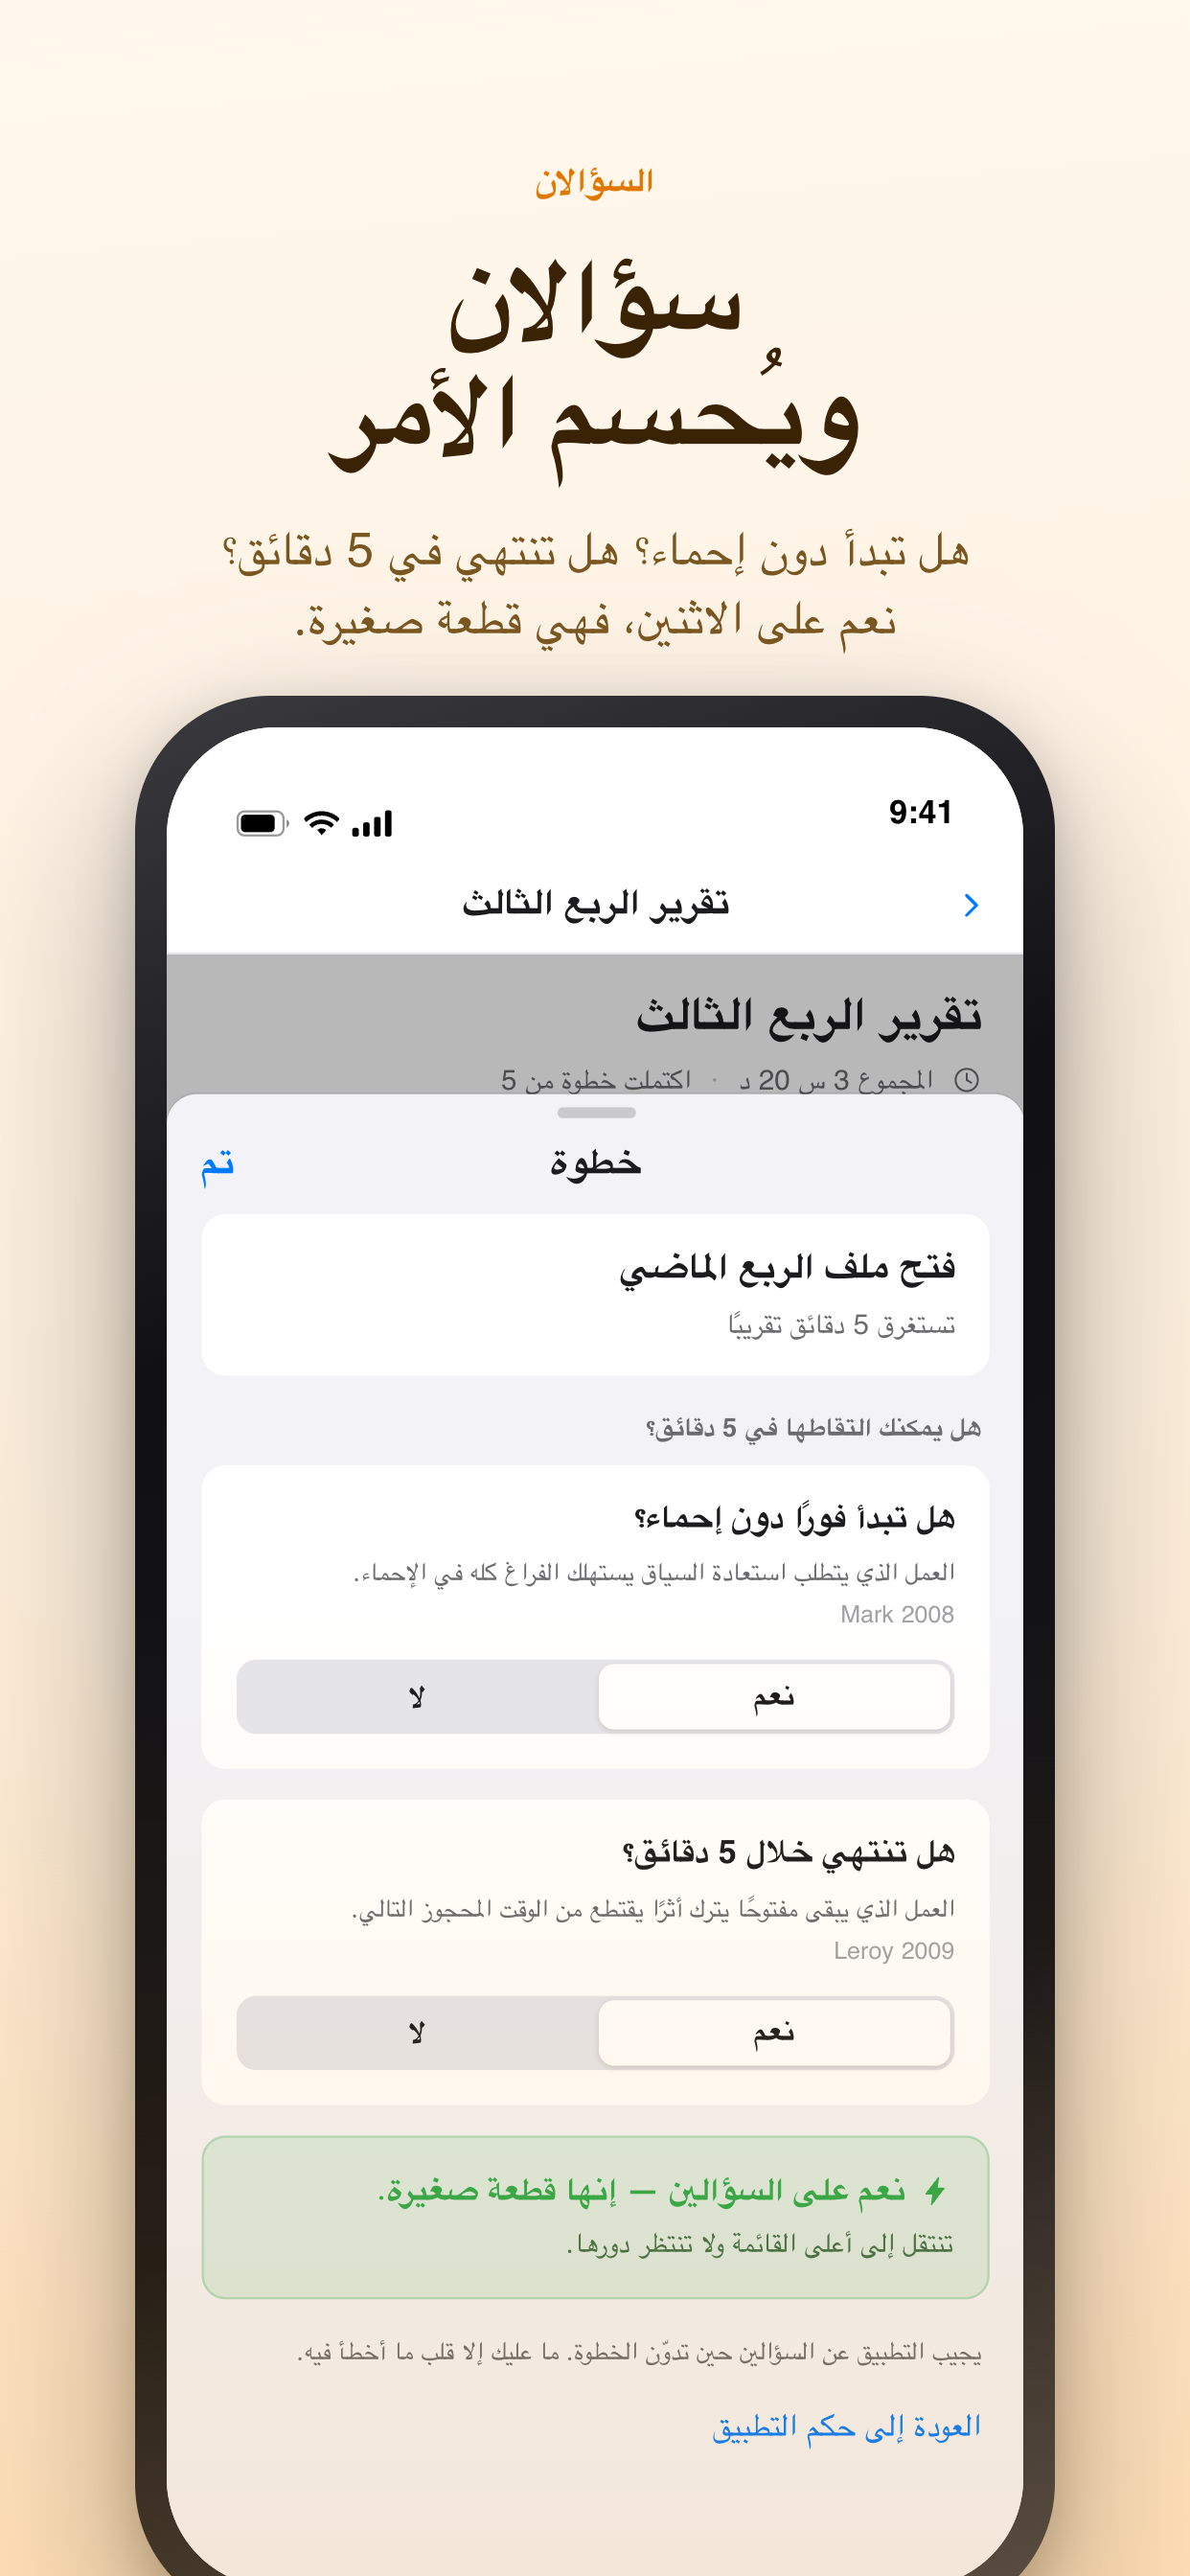 السؤالان
سؤالان
ويُحسم الأمر
هل تبدأ دون إحماء؟ هل تنتهي في 5 دقائق؟
نعم على الاثنين، فهي قطعة صغيرة.
9:41
تقرير الربع الثالث
تقرير الربع الثالث
المجموع 3 س 20 د · اكتملت خطوة من 5
خطوة
تم
فتح ملف الربع الماضي
تستغرق 5 دقائق تقريبًا
هل يمكنك التقاطها في 5 دقائق؟
هل تبدأ فورًا دون إحماء؟
العمل الذي يتطلب استعادة السياق يستهلك الفراغ كله في الإحماء.
Mark 2008
نعم
لا
هل تنتهي خلال 5 دقائق؟
العمل الذي يبقى مفتوحًا يترك أثرًا يقتطع من الوقت المحجوز التالي.
Leroy 2009
نعم
لا
نعم على السؤالين — إنها قطعة صغيرة.
تنتقل إلى أعلى القائمة ولا تنتظر دورها.
يجيب التطبيق عن السؤالين حين تدوّن الخطوة. ما عليك إلا قلب ما أخطأ فيه.
العودة إلى حكم التطبيق